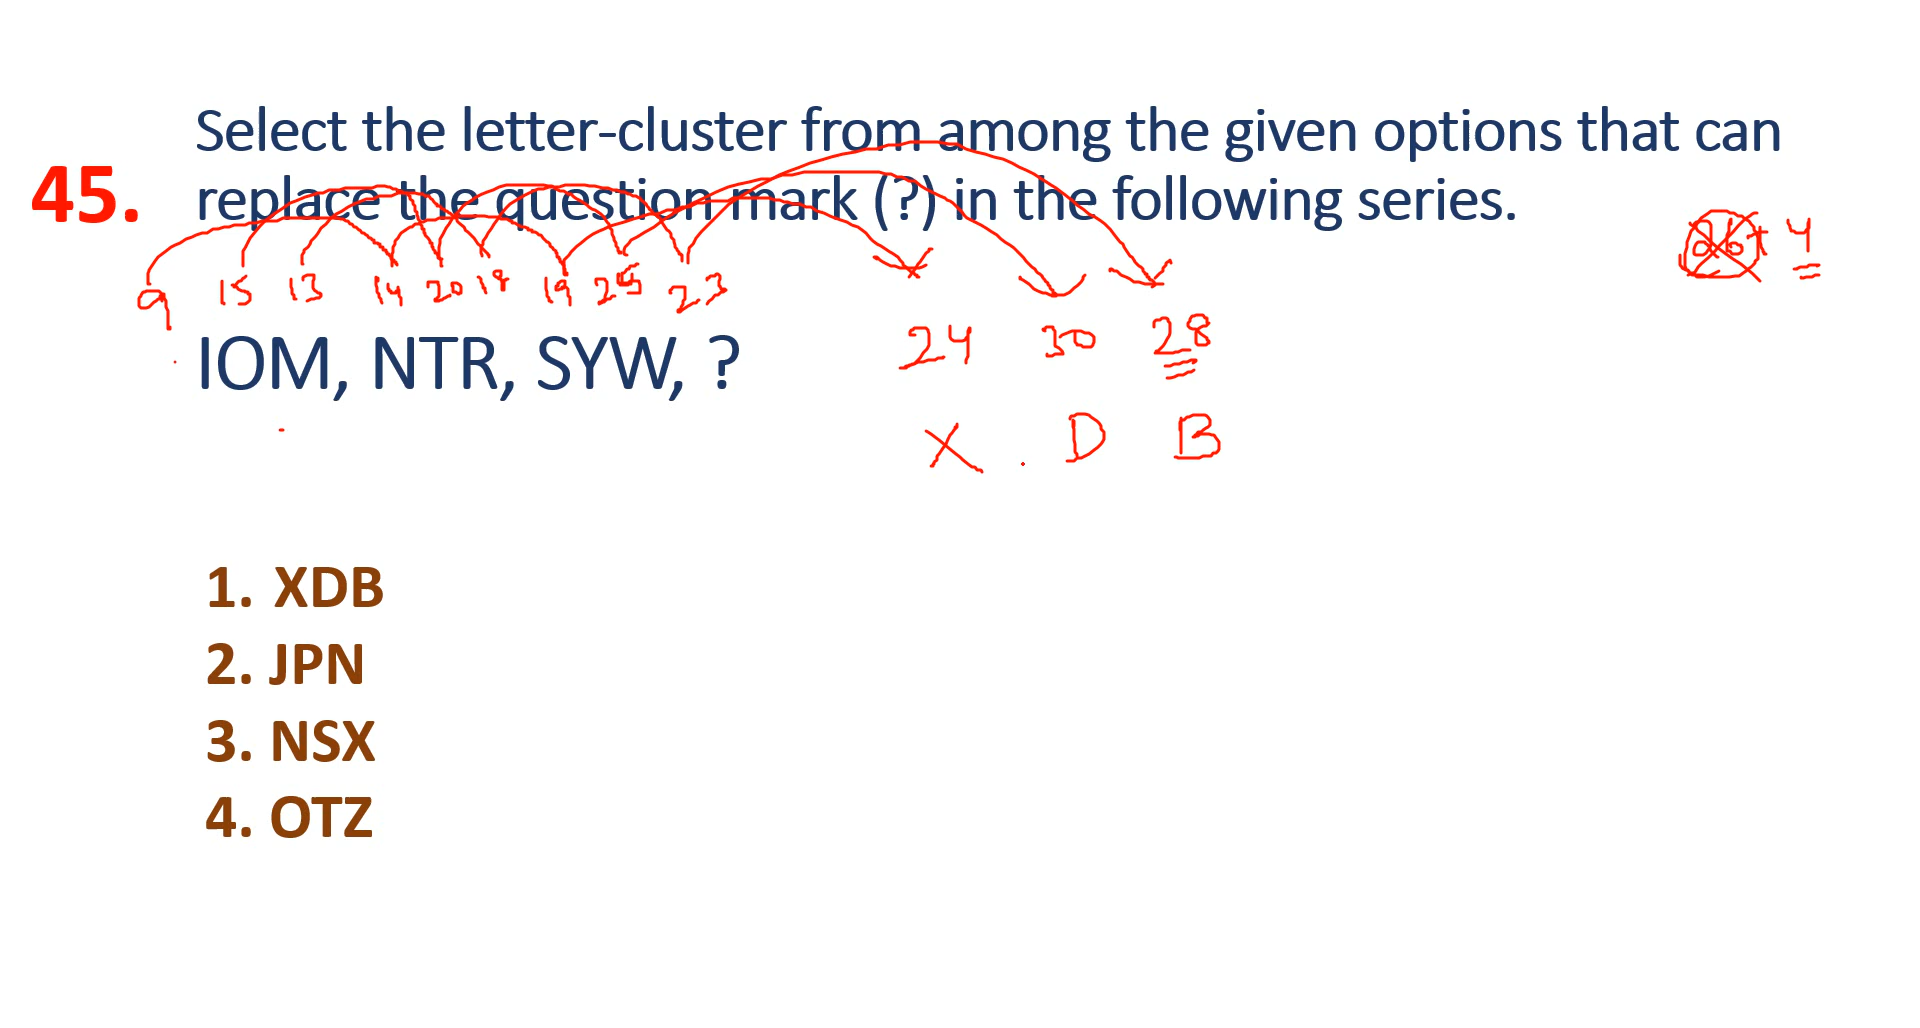 Select the letter-cluster from among the given options that can
45. replace the question mark (?) in the following series.
9 15 13 14 20 18 19 25 23
IOM, NTR, SYW, ?
24 30 28
X . D B
4
1. XDB
2. JPN
3. NSX
4. OTZ